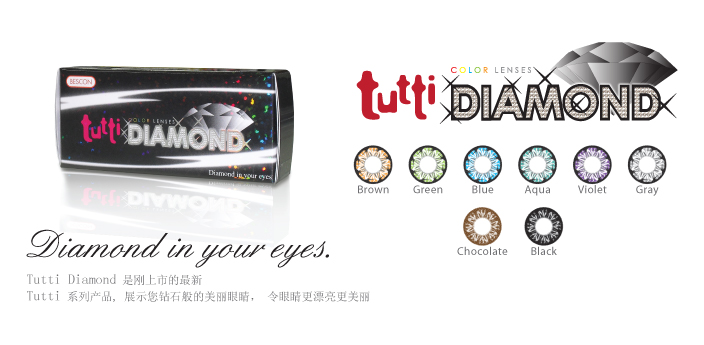 BESCON
COLOR LENSES
tutti DIAMOND
Diamond in your eyes
COLOR LENSES
tutti DIAMOND
Brown Green Blue Aqua Violet Gray
Chocolate Black
Diamond in your eyes.
Tutti Diamond 是刚上市的最新
Tutti 系列产品, 展示您钻石般的美丽眼睛, 令眼睛更漂亮更美丽